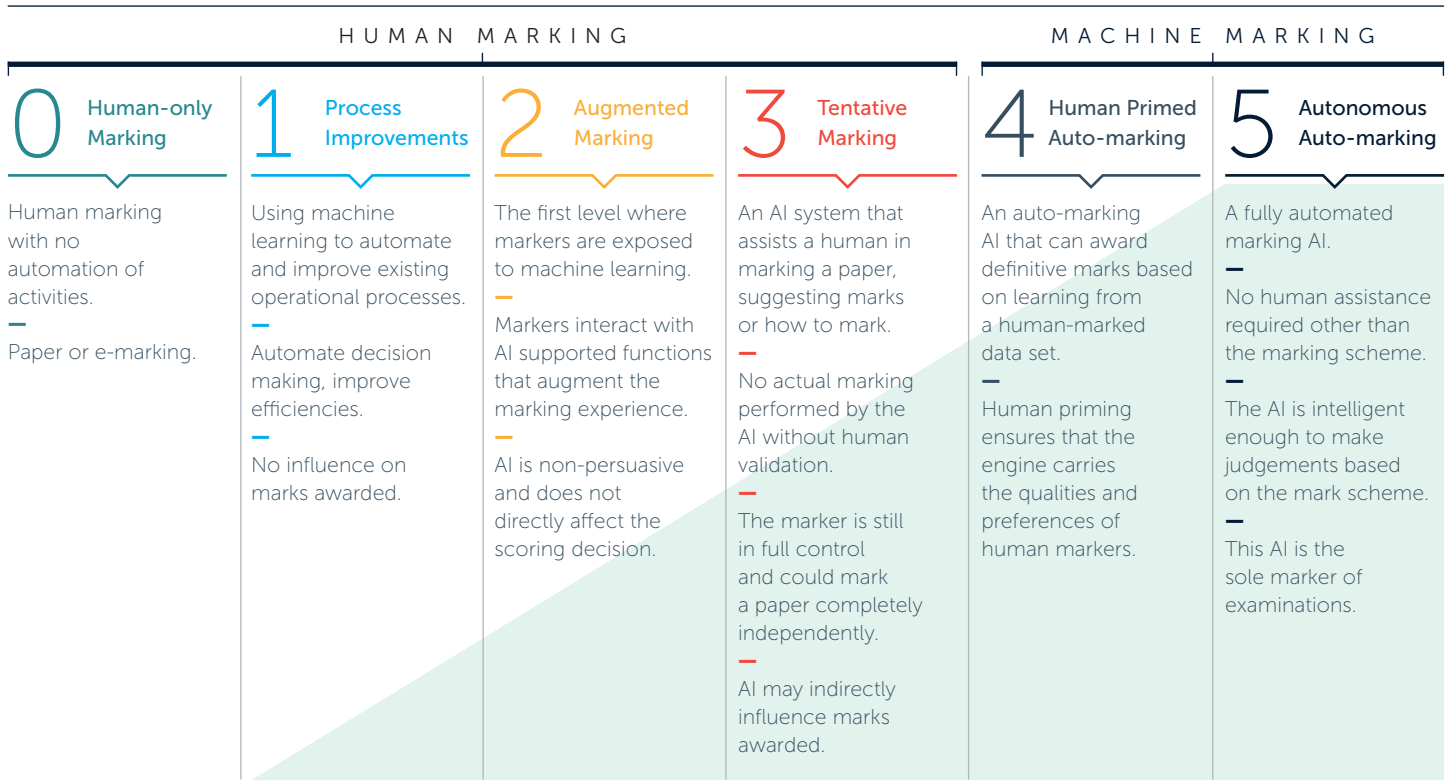 HUMAN MARKING
MACHINE MARKING
0
Human-only
Marking
Human marking
with no
automation of
activities.
Paper or e-marking.
1
Process
Improvements
Using machine
learning to automate
and improve existing
operational processes.
Automate decision
making, improve
efficiencies.
No influence on
marks awarded.
2
Augmented
Marking
The first level where
markers are exposed
to machine learning.
Markers interact with
AI supported functions
that augment the
marking experience.
AI is non-persuasive
and does not
directly affect the
scoring decision.
3
Tentative
Marking
An AI system that
assists a human in
marking a paper,
suggesting marks
or how to mark.
No actual marking
performed by the
AI without human
validation.
The marker is still
in full control
and could mark
a paper completely
independently.
AI may indirectly
influence marks
awarded.
4
Human Primed
Auto-marking
An auto-marking
AI that can award
definitive marks based
on learning from
a human-marked
data set.
Human priming
ensures that the
engine carries
the qualities and
preferences of
human markers.
5
Autonomous
Auto-marking
A fully automated
marking AI.
No human assistance
required other than
the marking scheme.
The AI is intelligent
enough to make
judgements based
on the mark scheme.
This AI is the
sole marker of
examinations.